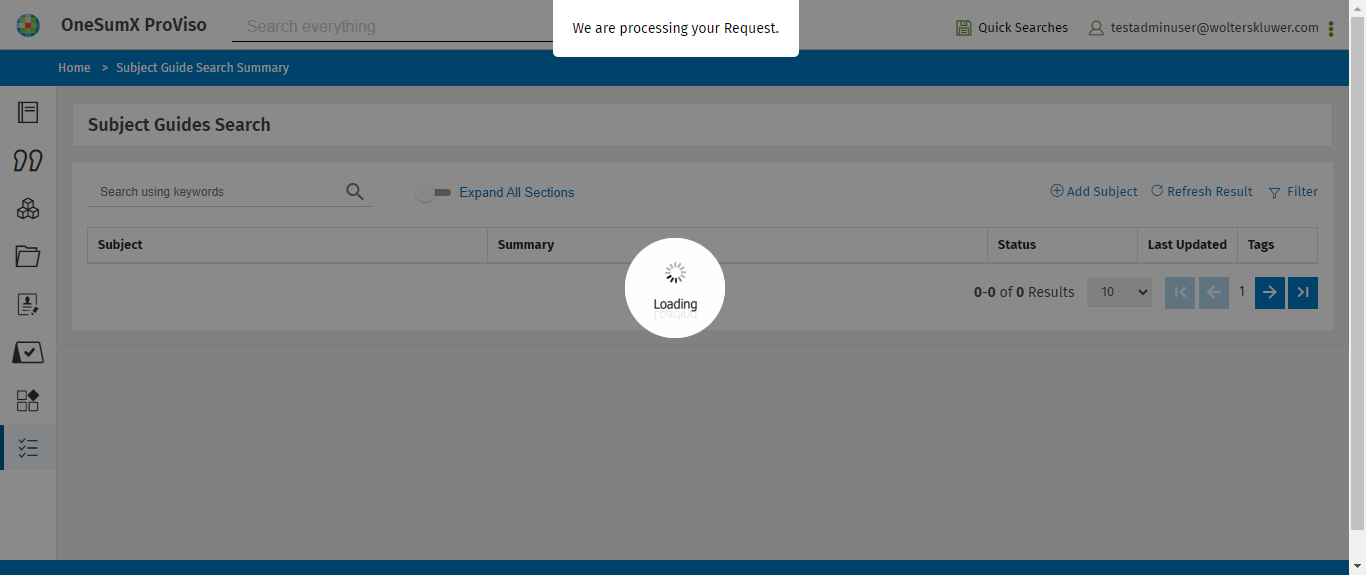 OneSumX ProViso
Search everything
We are processing your Request.
Quick Searches
testadminuser@wolterskluwer.com
Home > Subject Guide Search Summary
Subject Guides Search
Search using keywords
Expand All Sections
Add Subject
Refresh Result
Filter
Subject Summary Status Last Updated Tags
Loading
0-0 of 0 Results 10 1